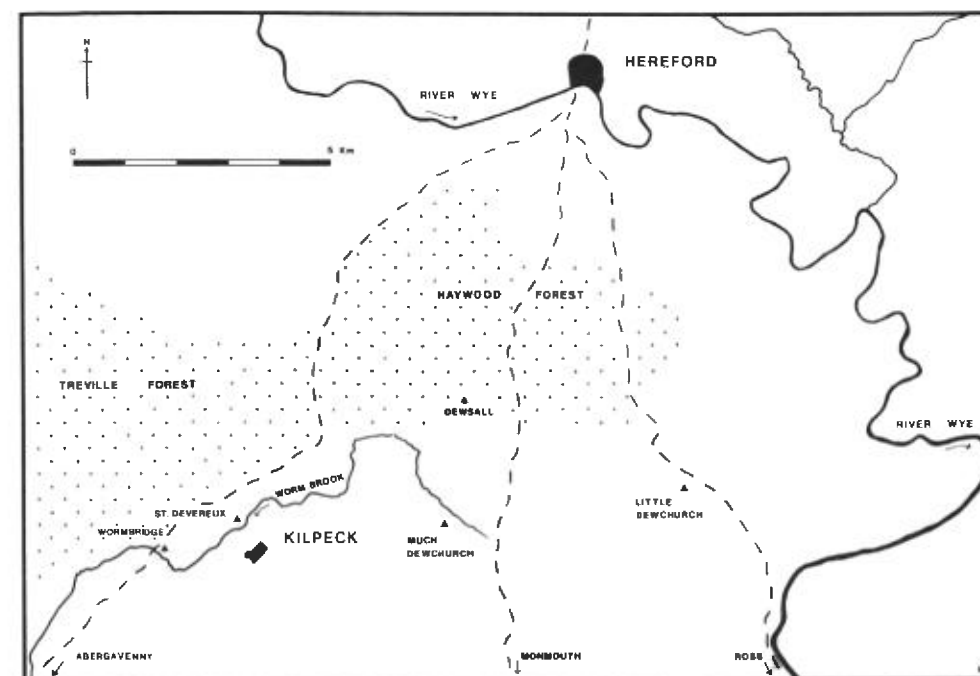 N
HEREFORD
RIVER WYE
0 5 Km
HAYWOOD FOREST
TREVILLE FOREST
DEWSALL
RIVER WYE
WORM BROOK
LITTLE
DEWCHURCH
ST. DEVEREUX
WORMBRIDGE
KILPECK
MUCH
DEWCHURCH
ABERGAVENNY
MONMOUTH
ROSS